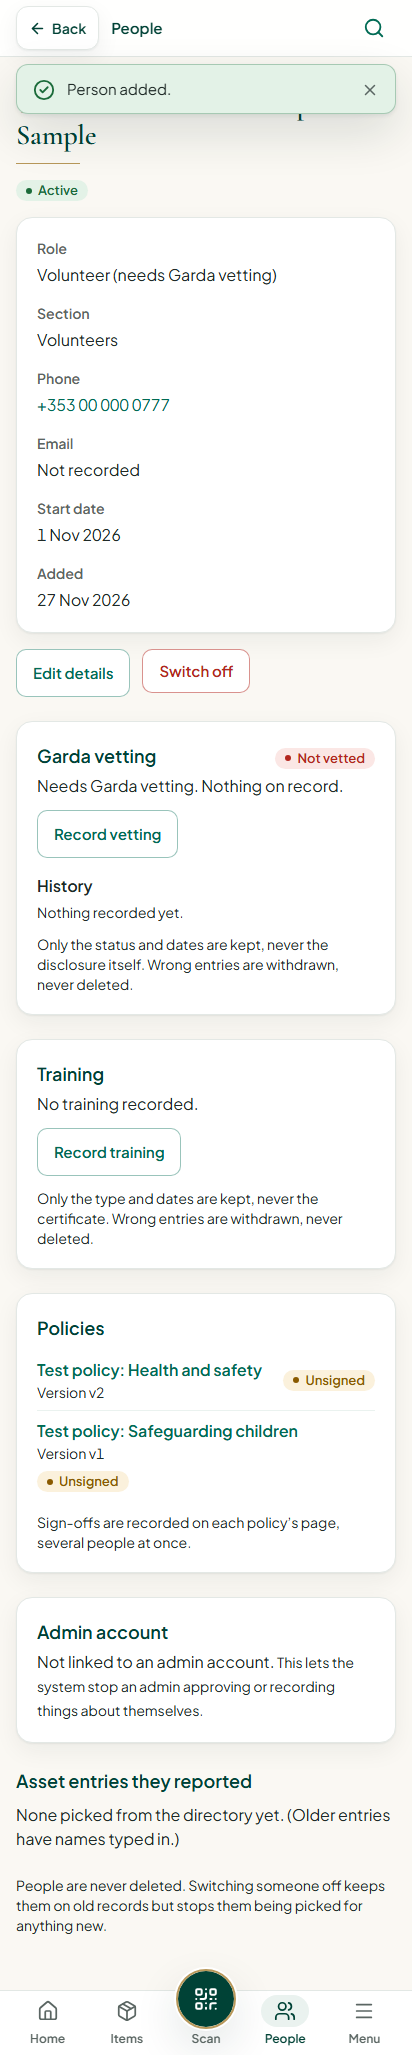 Back
People
Person added.
Sample
Active
Role
Volunteer (needs Garda vetting)
Section
Volunteers
Phone
+353 00 000 0777
Email
Not recorded
Start date
1 Nov 2026
Added
27 Nov 2026
Edit details
Switch off
Garda vetting
Not vetted
Needs Garda vetting. Nothing on record.
Record vetting
History
Nothing recorded yet.
Only the status and dates are kept, never the
disclosure itself. Wrong entries are withdrawn,
never deleted.
Training
No training recorded.
Record training
Only the type and dates are kept, never the
certificate. Wrong entries are withdrawn, never
deleted.
Policies
Test policy: Health and safety
Unsigned
Version v2
Test policy: Safeguarding children
Version v1
Unsigned
Sign-offs are recorded on each policy's page,
several people at once.
Admin account
Not linked to an admin account. This lets the
system stop an admin approving or recording
things about themselves.
Asset entries they reported
None picked from the directory yet. (Older entries
have names typed in.)
People are never deleted. Switching someone off keeps
them on old records but stops them being picked for
anything new.
Home
Items
Scan
People
Menu